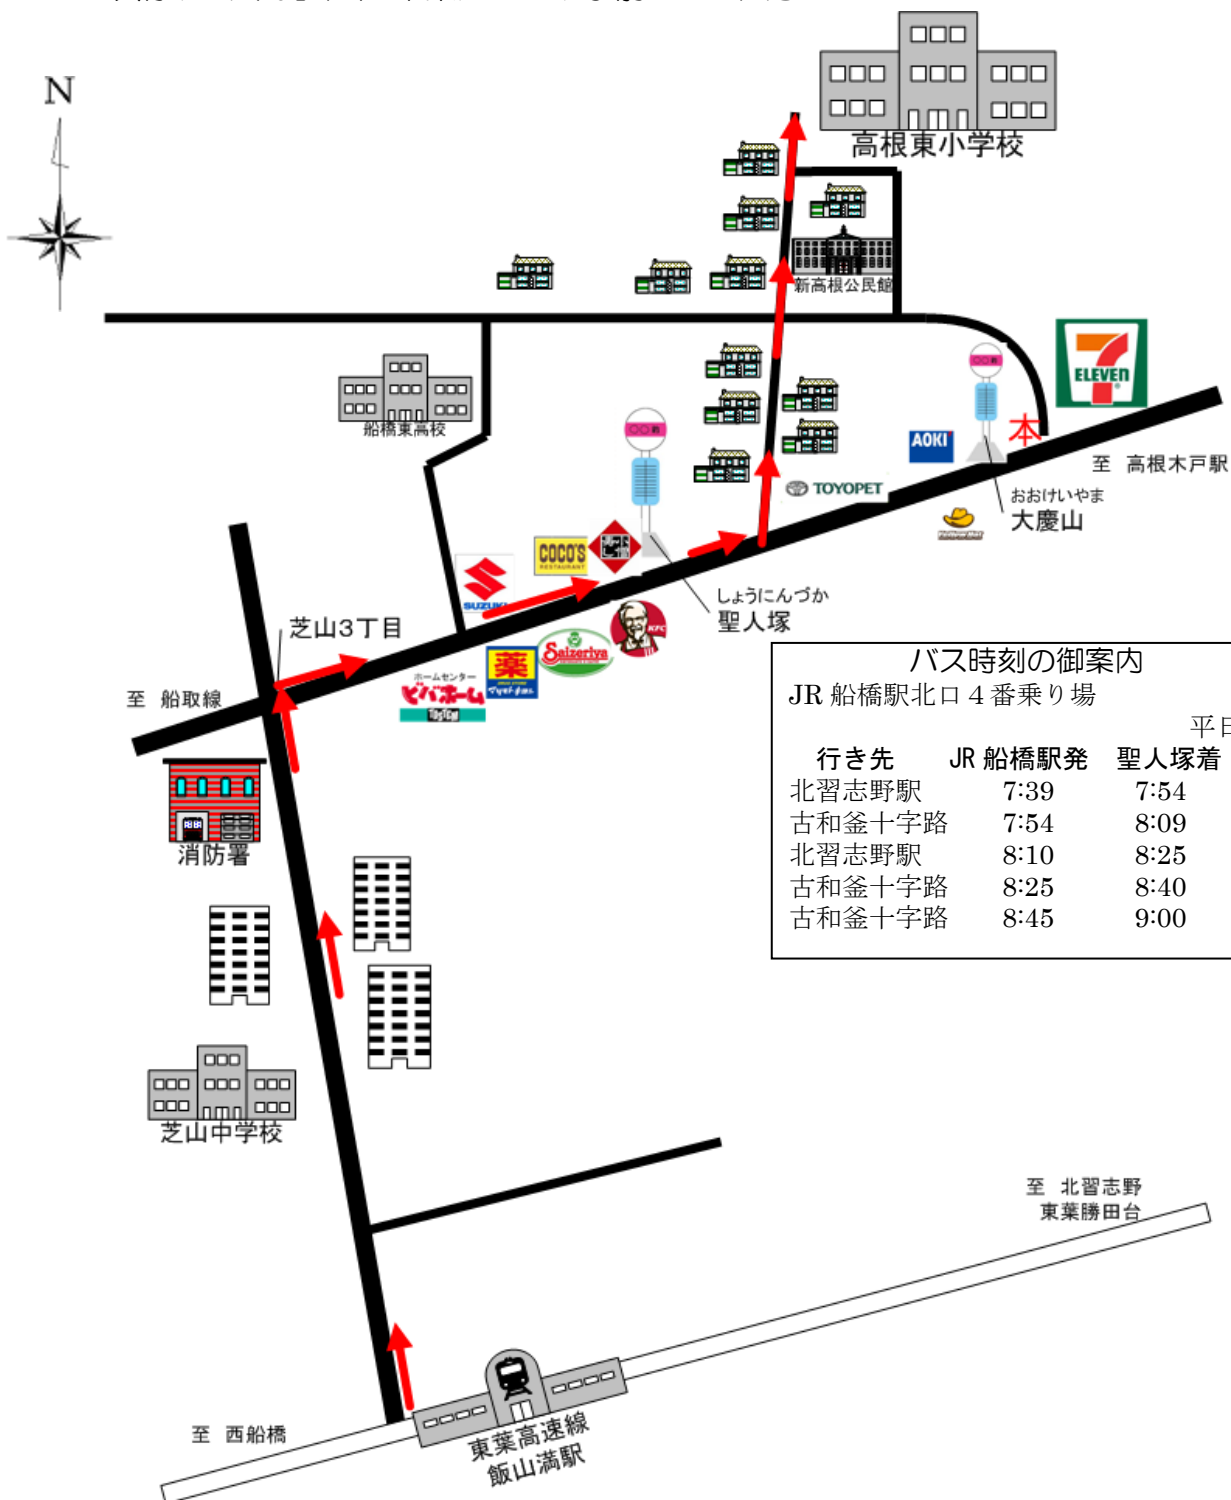 N
高根東小学校
新高根公民館
船橋東高校
7
ELEVEN
本
AOKI
至 高根木戸駅
TOYOPET
おおけいやま
大慶山
COCO'S
RESTAURANT
SUZUKI
しょうにんづか
聖人塚
KFC
芝山3丁目
Saizeriya
薬
ホームセンター
ビバホーム
TOSTEM
至 船取線
バス時刻の御案内
JR 船橋駅北口４番乗り場
平日
行き先 JR 船橋駅発 聖人塚着
北習志野駅 7:39 7:54
古和釜十字路 7:54 8:09
北習志野駅 8:10 8:25
古和釜十字路 8:25 8:40
古和釜十字路 8:45 9:00
消防署
芝山中学校
至 北習志野
東葉勝田台
至 西船橋
東葉高速線
飯山満駅